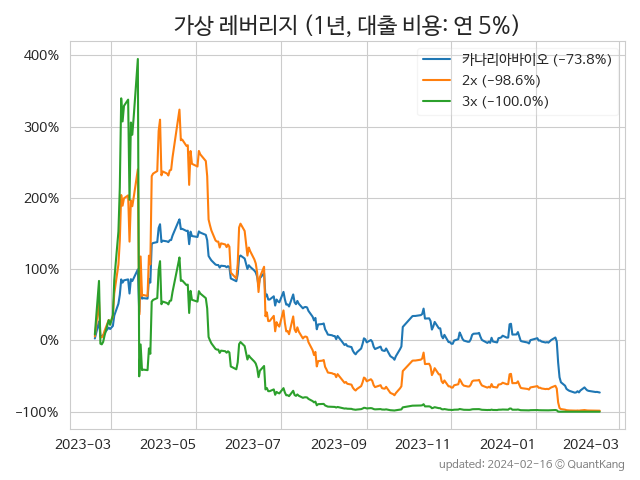 가상 레버리지 (1년, 대출 비용: 연 5%)
400%
300%
200%
100%
0%
−100%
카나리아바이오 (−73.8%)
2x (−98.6%)
3x (−100.0%)
2023-03
2023-05
2023-07
2023-09
2023-11
2024-01
2024-03
updated: 2024-02-16 © QuantKang